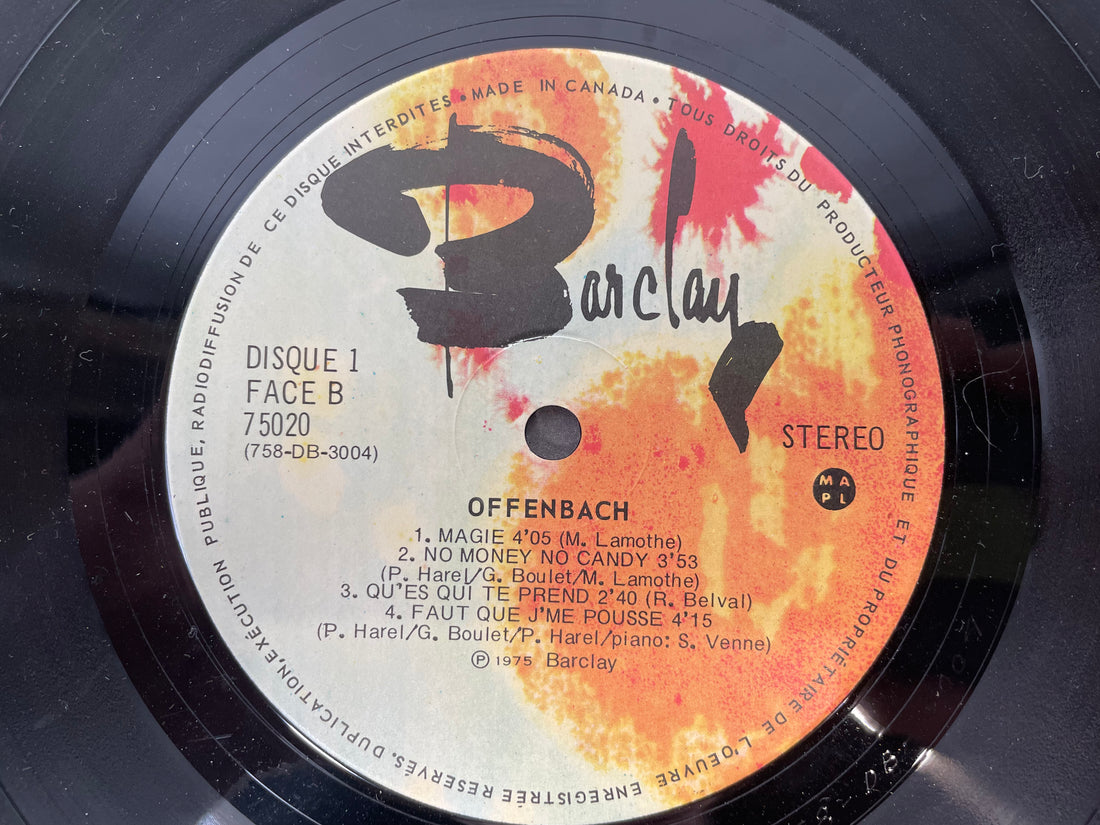 DUPLICATION, EXÉCUTION PUBLIQUE, RADIODIFFUSION DE CE DISQUE INTERDITES • MADE IN CANADA • TOUS DROITS DU PRODUCTEUR PHONOGRAPHIQUE ET DU PROPRIÉTAIRE DE L'OEUVRE ENREGISTRÉE RESERVÉS.
Barclay
DISQUE 1
FACE B
75020
(758-DB-3004)
STEREO
M A
P L
OFFENBACH
1. MAGIE 4'05 (M. Lamothe)
2. NO MONEY NO CANDY 3'53
(P. Harel/G. Boulet/M. Lamothe)
3. QU'ES QUI TE PREND 2'40 (R. Belval)
4. FAUT QUE J'ME POUSSE 4'15
(P. Harel/G. Boulet/P. Harel/piano: S. Venne)
℗ 1975 Barclay